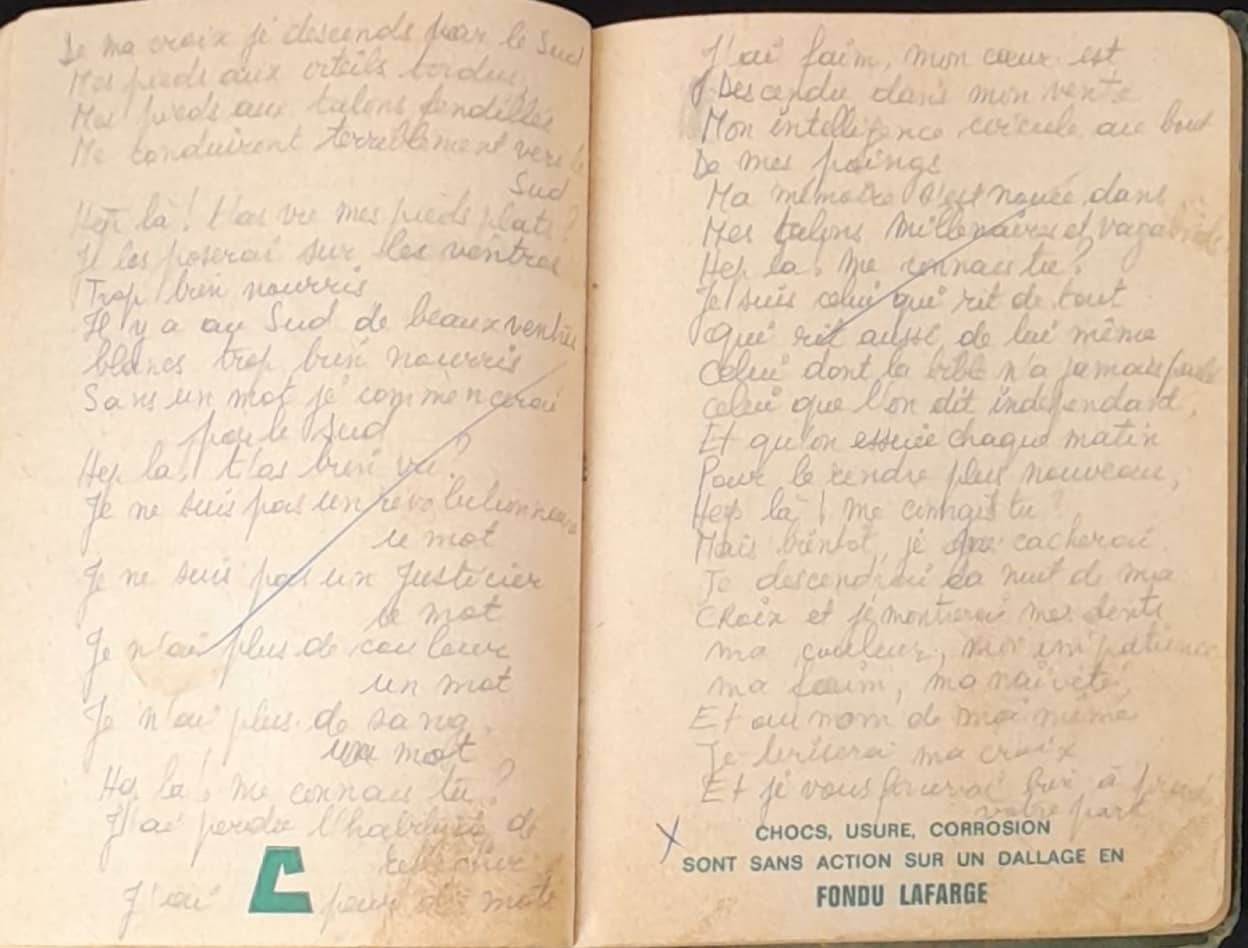 De ma croix je descends par le Sud
Mes pieds aux orteils tordus,
Mes pieds aux talons fendillés
Me conduiront terriblement vers le
Sud
Hep là! t'as vu mes pieds plats?
Je les poserai sur les ventres
Trop bien nourris
Il y a au Sud de beaux ventres
blancs trop bien nourris
Sans un mot je commencerai
par le Sud
Hep là! t'as bien vu?
Je ne suis pas un révolutionnaire
le mot
Je ne suis pas un Justicier
le mot
Je n'ai plus de couleur
un mot
Je n'ai plus de sang
un mot
Hep là! me connais tu?
J'ai perdu l'habitude de
J'ai peur des mots
J'ai faim, mon cœur est
Descendu dans mon ventre
Mon intelligence circule au bout
De mes poings
Ma mémoire s'est nouée dans
Mes talons millénaires et vagabonds
Hep là! me connais tu?
Je suis celui qui rit de tout
qui rit aussi de lui même
Celui dont la bible n'a jamais parlé
celui que l'on dit indépendant,
Et qu'on essuie chaque matin
Pour le rendre plus nouveau,
Hep là! me connais tu?
Mais bientôt, je me cacherai
Je descendrai la nuit de ma
Croix et je montrerai mes dents
ma couleur, mon impatience
ma faim, ma naïveté,
Et au nom de moi même
Je briserai ma croix
Et je vous
votre part
CHOCS, USURE, CORROSION
SONT SANS ACTION SUR UN DALLAGE EN
FONDU LAFARGE